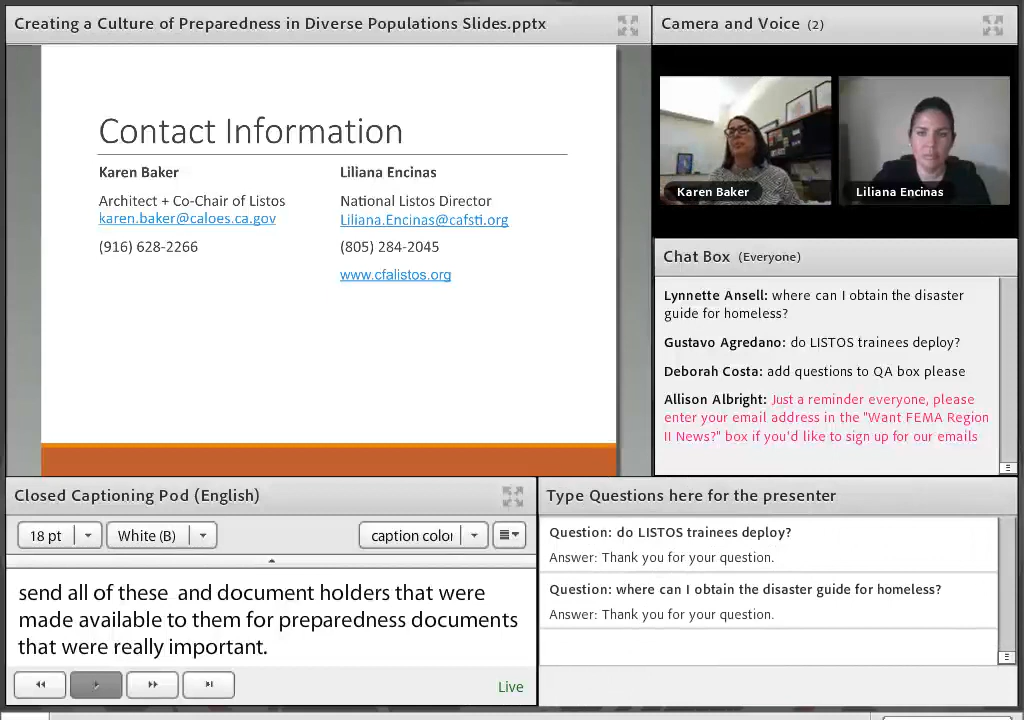 Creating a Culture of Preparedness in Diverse Populations Slides.pptx
Contact Information
Karen Baker
Architect + Co-Chair of Listos
karen.baker@caloes.ca.gov
(916) 628-2266
Liliana Encinas
National Listos Director
Liliana.Encinas@cafsti.org
(805) 284-2045
www.cfalistos.org
Camera and Voice (2)
Karen Baker
Liliana Encinas
Chat Box (Everyone)
Lynnette Ansell: where can I obtain the disaster
guide for homeless?
Gustavo Agredano: do LISTOS trainees deploy?
Deborah Costa: add questions to QA box please
Allison Albright: Just a reminder everyone, please
enter your email address in the "Want FEMA Region
II News?" box if you'd like to sign up for our emails
Closed Captioning Pod (English)
18 pt
White (B)
caption color
send all of these and document holders that were
made available to them for preparedness documents
that were really important.
Live
Type Questions here for the presenter
Question: do LISTOS trainees deploy?
Answer: Thank you for your question.
Question: where can I obtain the disaster guide for homeless?
Answer: Thank you for your question.